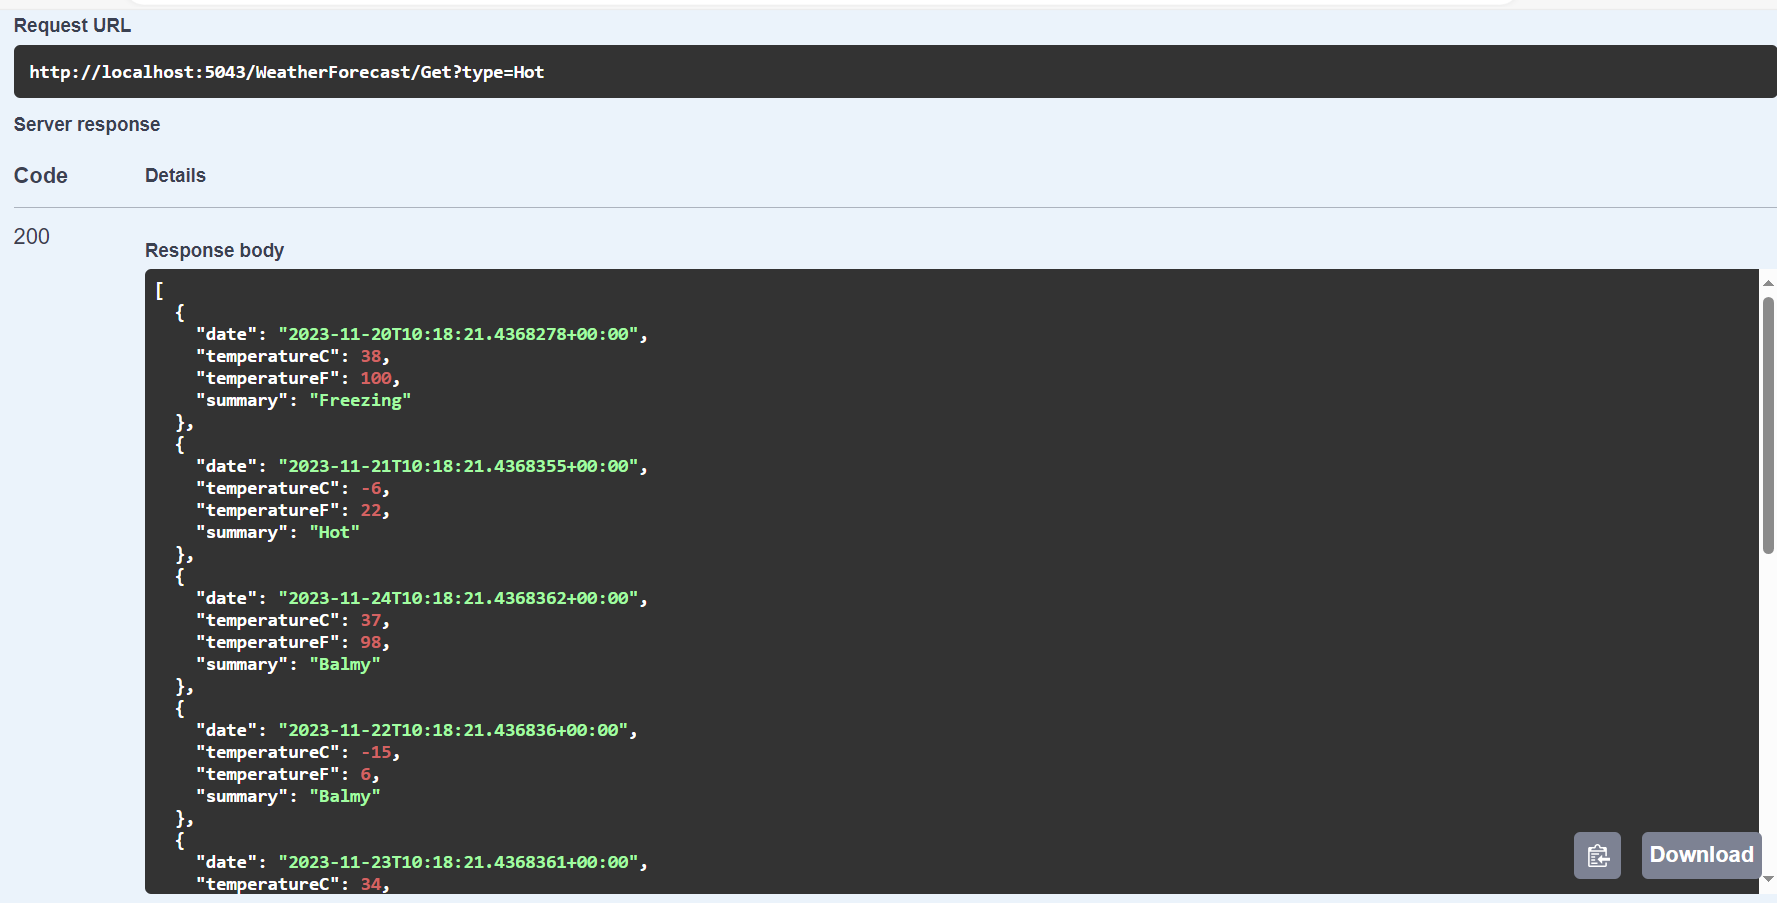 Request URL
http://localhost:5043/WeatherForecast/Get?type=Hot
Server response
Code Details
200
Response body
[
  {
    "date": "2023-11-20T10:18:21.4368278+00:00",
    "temperatureC": 38,
    "temperatureF": 100,
    "summary": "Freezing"
  },
  {
    "date": "2023-11-21T10:18:21.4368355+00:00",
    "temperatureC": -6,
    "temperatureF": 22,
    "summary": "Hot"
  },
  {
    "date": "2023-11-24T10:18:21.4368362+00:00",
    "temperatureC": 37,
    "temperatureF": 98,
    "summary": "Balmy"
  },
  {
    "date": "2023-11-22T10:18:21.436836+00:00",
    "temperatureC": -15,
    "temperatureF": 6,
    "summary": "Balmy"
  },
  {
    "date": "2023-11-23T10:18:21.4368361+00:00",
    "temperatureC": 34,
Download